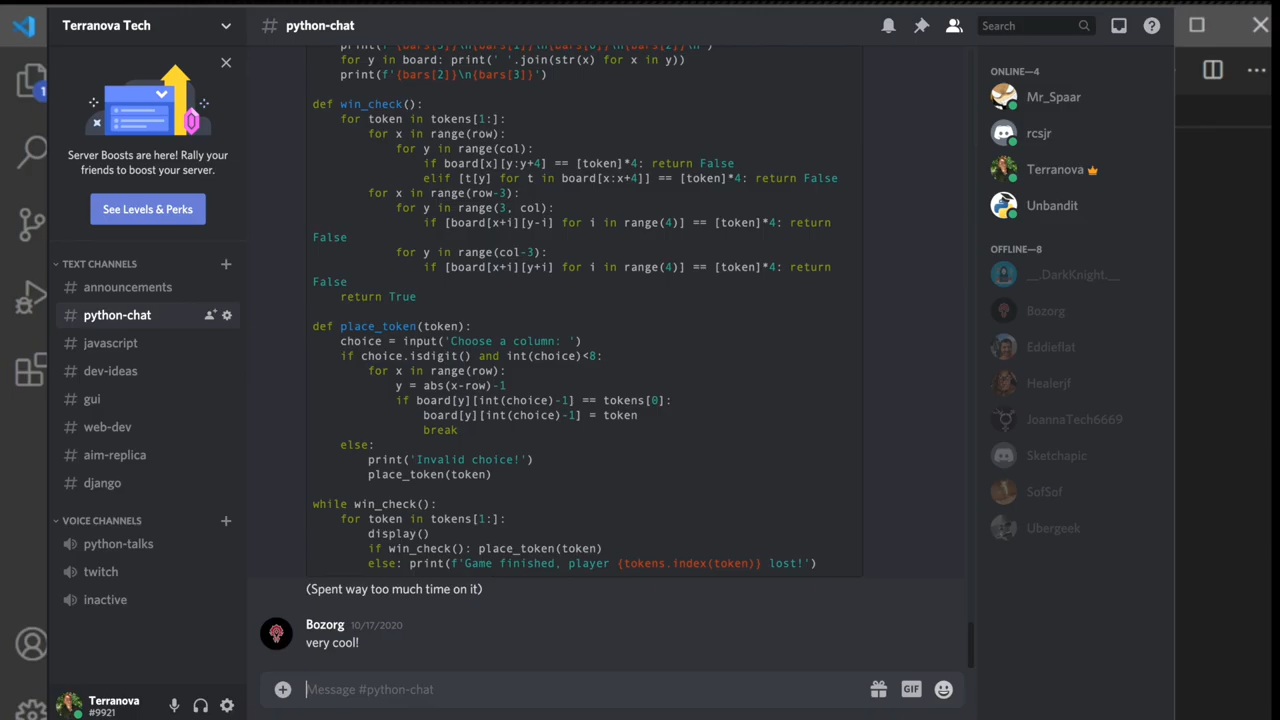 Terranova Tech
Server Boosts are here! Rally your
friends to boost your server.
See Levels & Perks
TEXT CHANNELS
# announcements
# python-chat
# javascript
# dev-ideas
# gui
# web-dev
# aim-replica
# django
VOICE CHANNELS
python-talks
twitch
inactive
Terranova
#9921
# python-chat
Search
for y in board: print(' '.join(str(x) for x in y))
print(f'{bars[2]}\n{bars[3]}')
def win_check():
for token in tokens[1:]:
for x in range(row):
for y in range(col):
if board[x][y:y+4] == [token]*4: return False
elif [t[y] for t in board[x:x+4]] == [token]*4: return False
for x in range(row-3):
for y in range(3, col):
if [board[x+i][y-i] for i in range(4)] == [token]*4: return
False
for y in range(col-3):
if [board[x+i][y+i] for i in range(4)] == [token]*4: return
False
return True
def place_token(token):
choice = input('Choose a column: ')
if choice.isdigit() and int(choice)<8:
for x in range(row):
y = abs(x-row)-1
if board[y][int(choice)-1] == tokens[0]:
board[y][int(choice)-1] = token
break
else:
print('Invalid choice!')
place_token(token)
while win_check():
for token in tokens[1:]:
display()
if win_check(): place_token(token)
else: print(f'Game finished, player {tokens.index(token)} lost!')
(Spent way too much time on it)
Bozorg 10/17/2020
very cool!
Message #python-chat
GIF
ONLINE—4
Mr_Spaar
rcsjr
Terranova
Unbandit
OFFLINE—8
__.DarkKnight.__
Bozorg
Eddieflat
Healerjf
JoannaTech6669
Sketchapic
SofSof
Ubergeek
1